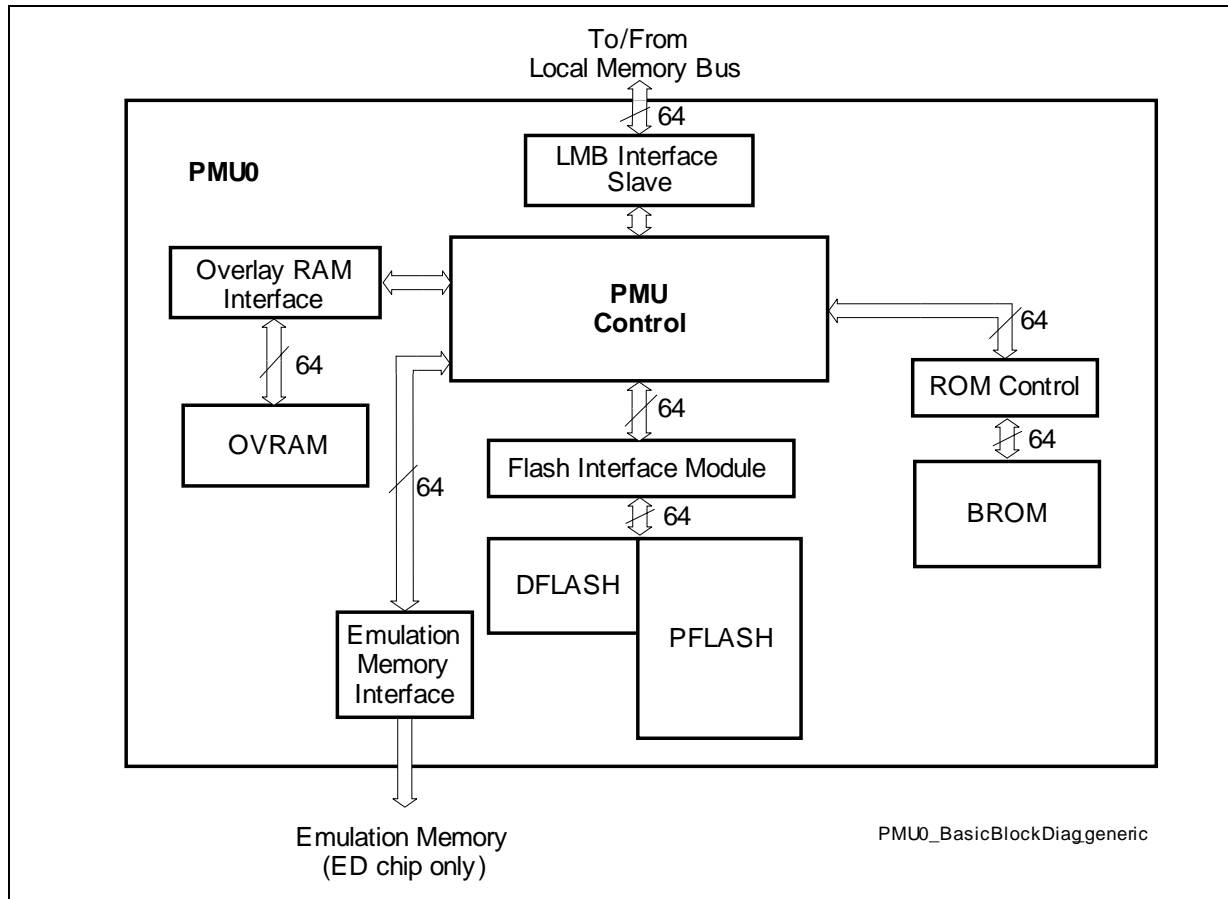 To/From
Local Memory Bus
64
PMU0
LMB Interface
Slave
Overlay RAM
Interface
PMU
Control
64
64
64
ROM Control
OVRAM
Flash Interface Module
64
64
64
BROM
DFLASH
PFLASH
Emulation
Memory
Interface
Emulation Memory
(ED chip only)
PMU0_BasicBlockDiag_generic